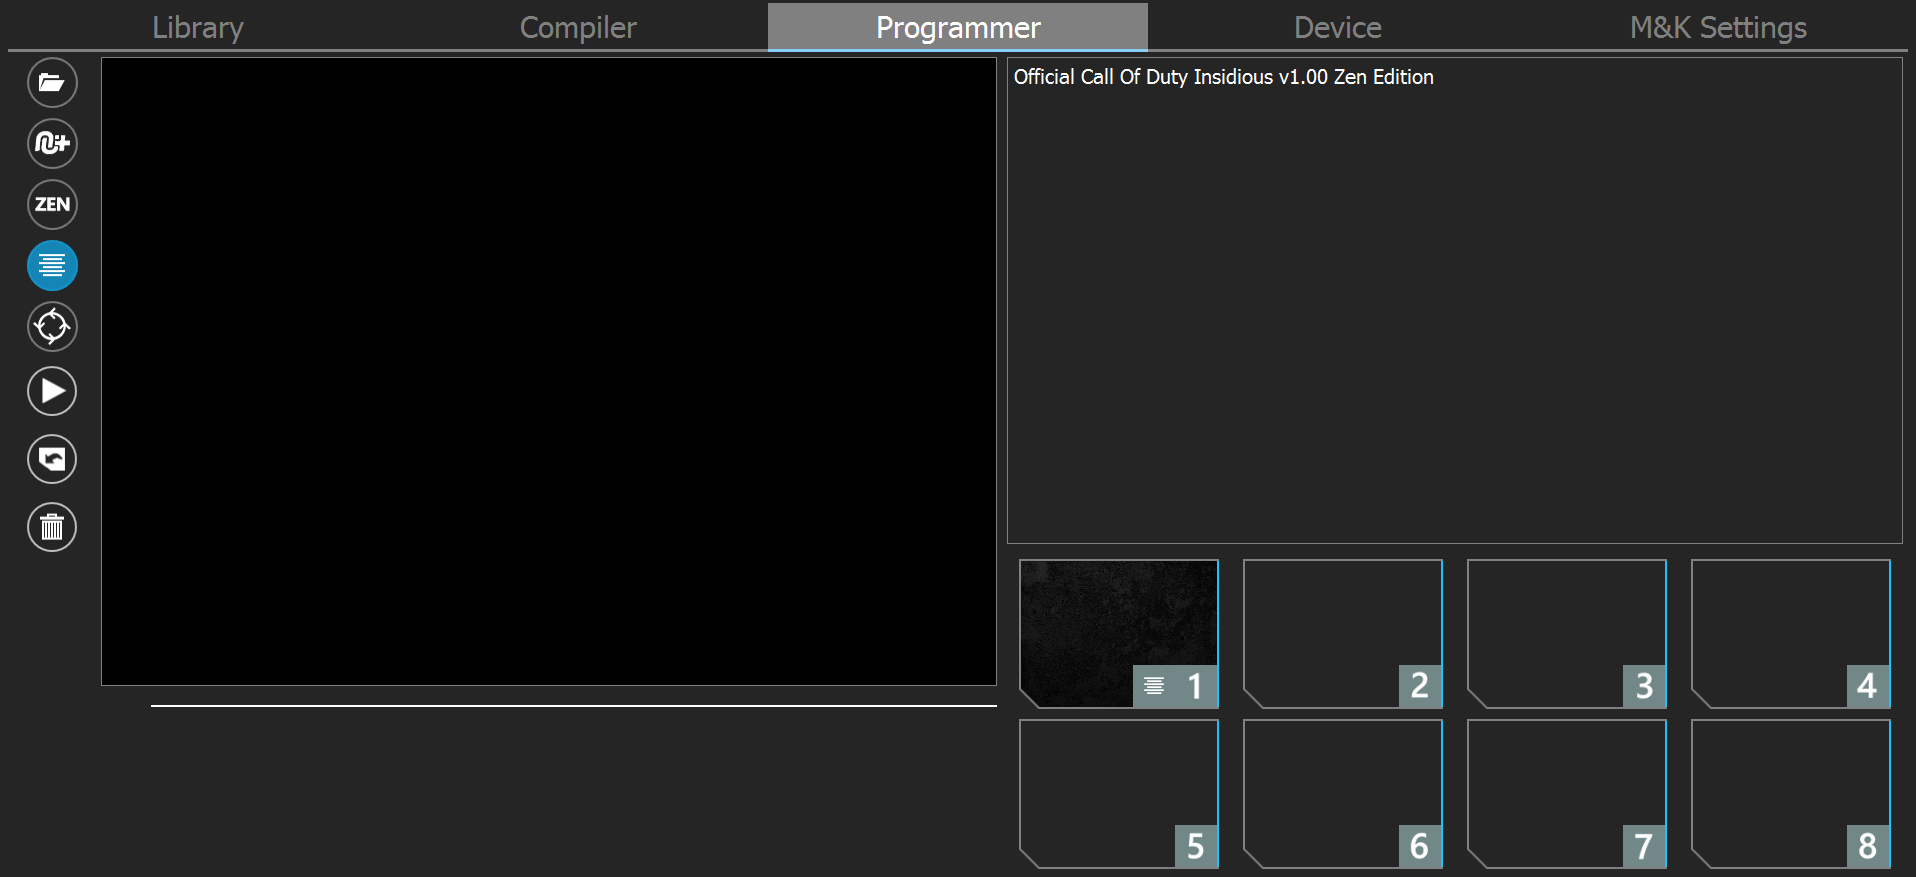 Library
Compiler
Programmer
Device
M&K Settings
ZEN
Official Call Of Duty Insidious v1.00 Zen Edition
1
2
3
4
5
6
7
8